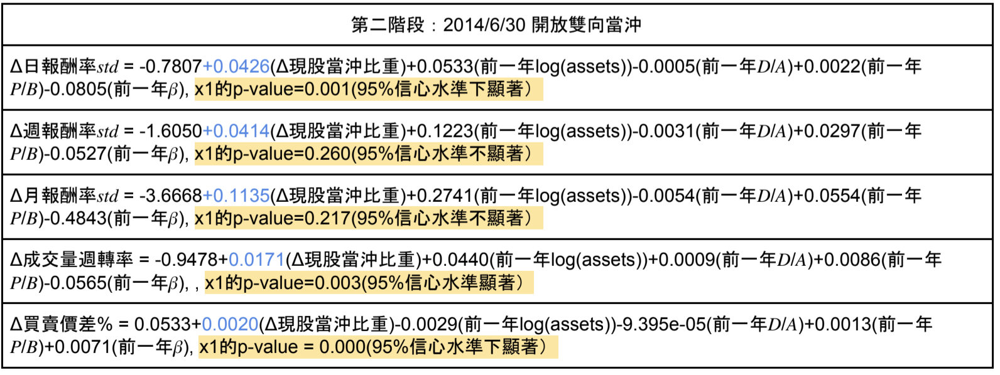 第二階段：2014/6/30 開放雙向當沖
Δ日報酬率std = -0.7807+0.0426(Δ現股當沖比重)+0.0533(前一年log(assets))-0.0005(前一年D/A)+0.0022(前一年
P/B)-0.0805(前一年β), x1的p-value=0.001(95%信心水準下顯著）
Δ週報酬率std = -1.6050+0.0414(Δ現股當沖比重)+0.1223(前一年log(assets))-0.0031(前一年D/A)+0.0297(前一年
P/B)-0.0527(前一年β), x1的p-value=0.260(95%信心水準不顯著）
Δ月報酬率std = -3.6668+0.1135(Δ現股當沖比重)+0.2741(前一年log(assets))-0.0054(前一年D/A)+0.0554(前一年
P/B)-0.4843(前一年β), x1的p-value=0.217(95%信心水準不顯著）
Δ成交量週轉率 = -0.9478+0.0171(Δ現股當沖比重)+0.0440(前一年log(assets))+0.0009(前一年D/A)+0.0086(前一年
P/B)-0.0565(前一年β), , x1的p-value=0.003(95%信心水準顯著）
Δ買賣價差% = 0.0533+0.0020(Δ現股當沖比重)-0.0029(前一年log(assets))-9.395e-05(前一年D/A)+0.0013(前一年
P/B)+0.0071(前一年β), x1的p-value = 0.000(95%信心水準下顯著）